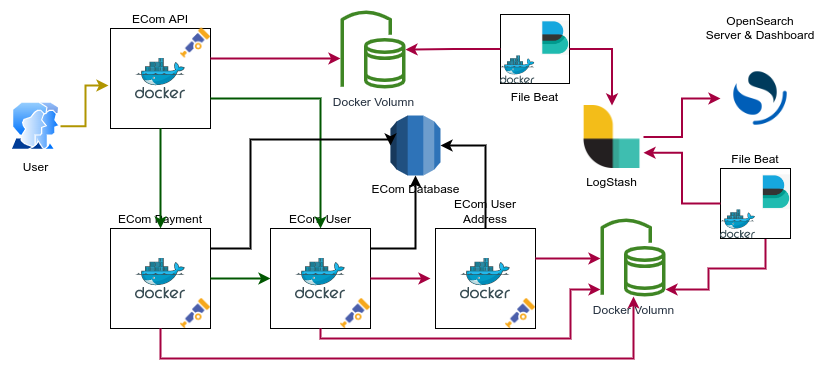 ECom API
docker
User
Docker Volumn
docker
File Beat
OpenSearch
Server & Dashboard
LogStash
ECom Database
File Beat
docker
ECom Payment
docker
ECom User
docker
ECom User
Address
docker
Docker Volumn